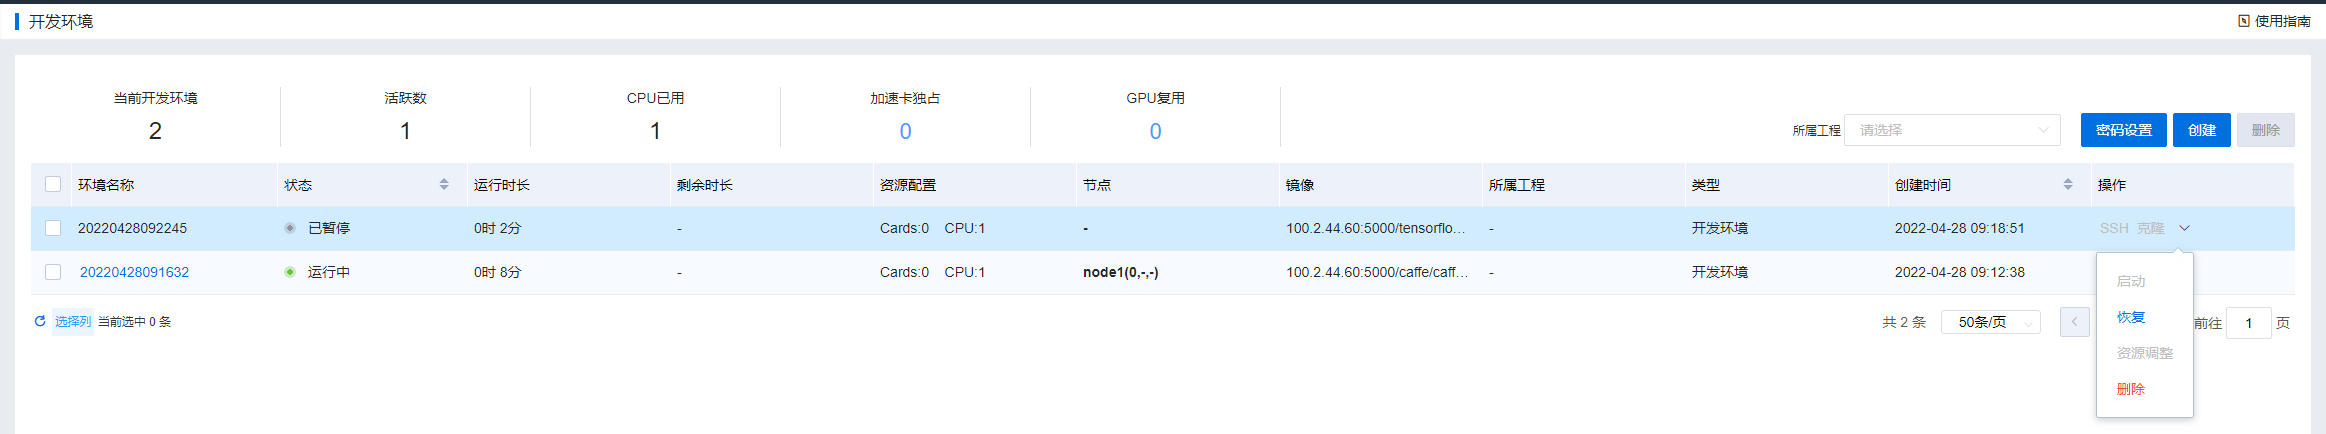 开发环境
使用指南
当前开发环境 活跃数 CPU已用 加速卡独占 GPU复用
2 1 1 0 0
所属工程 请选择 密码设置 创建 删除
环境名称 状态 运行时长 剩余时长 资源配置 节点 镜像 所属工程 类型 创建时间 操作
20220428092245 已暂停 0时 2分 - Cards:0 CPU:1 - 100.2.44.60:5000/tensorflo... - 开发环境 2022-04-28 09:18:51 SSH 克隆
20220428091632 运行中 0时 8分 - Cards:0 CPU:1 node1(0,-,-) 100.2.44.60:5000/caffe/caff... - 开发环境 2022-04-28 09:12:38
启动
恢复
资源调整
删除
选择列 当前选中 0 条 共 2 条 50条/页 前往 1 页